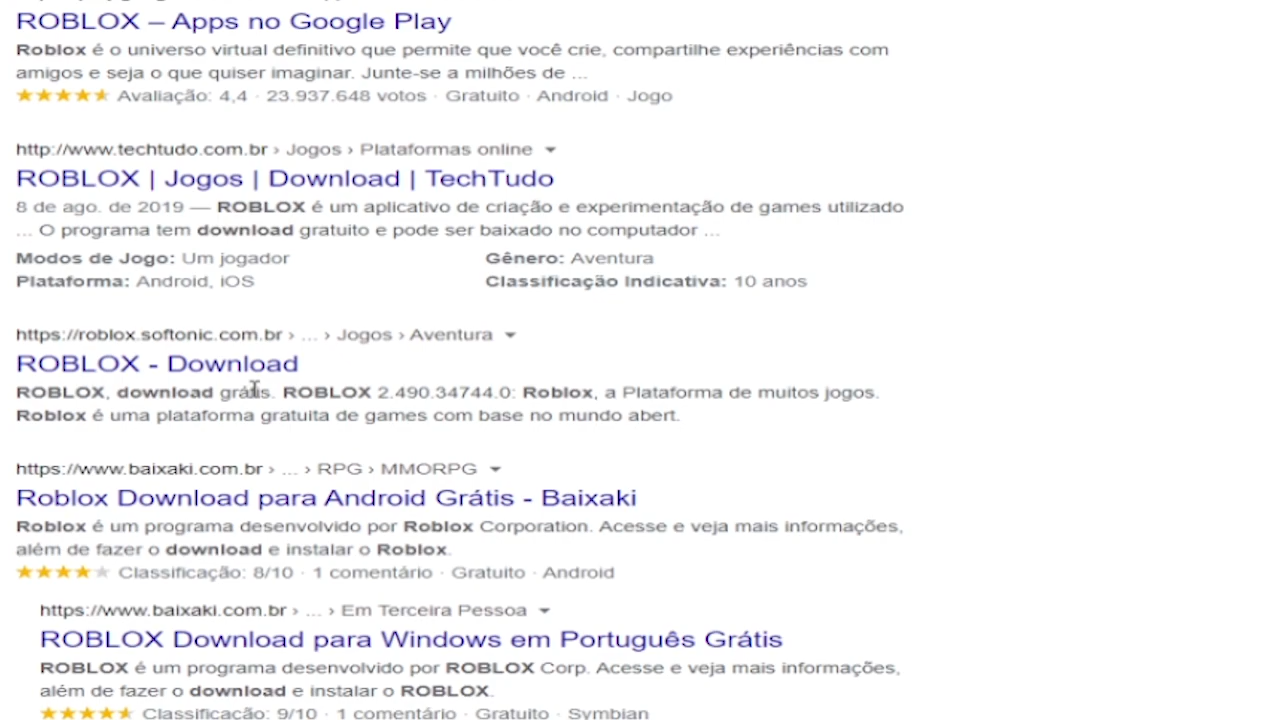 ROBLOX – Apps no Google Play
Roblox é o universo virtual definitivo que permite que você crie, compartilhe experiências com
amigos e seja o que quiser imaginar. Junte-se a milhões de ...
Avaliação: 4,4 · 23.937.648 votos · Gratuito · Android · Jogo
http://www.techtudo.com.br › Jogos › Plataformas online
ROBLOX | Jogos | Download | TechTudo
8 de ago. de 2019 — ROBLOX é um aplicativo de criação e experimentação de games utilizado
... O programa tem download gratuito e pode ser baixado no computador ...
Modos de Jogo: Um jogador Gênero: Aventura
Plataforma: Android, iOS Classificação Indicativa: 10 anos
https://roblox.softonic.com.br › ... › Jogos › Aventura
ROBLOX - Download
ROBLOX, download grátis. ROBLOX 2.490.34744.0: Roblox, a Plataforma de muitos jogos.
Roblox é uma plataforma gratuita de games com base no mundo abert.
https://www.baixaki.com.br › ... › RPG › MMORPG
Roblox Download para Android Grátis - Baixaki
Roblox é um programa desenvolvido por Roblox Corporation. Acesse e veja mais informações,
além de fazer o download e instalar o Roblox.
Classificação: 8/10 · 1 comentário · Gratuito · Android
https://www.baixaki.com.br › ... › Em Terceira Pessoa
ROBLOX Download para Windows em Português Grátis
ROBLOX é um programa desenvolvido por ROBLOX Corp. Acesse e veja mais informações,
além de fazer o download e instalar o ROBLOX.
Classificação: 9/10 · 1 comentário · Gratuito · Symbian